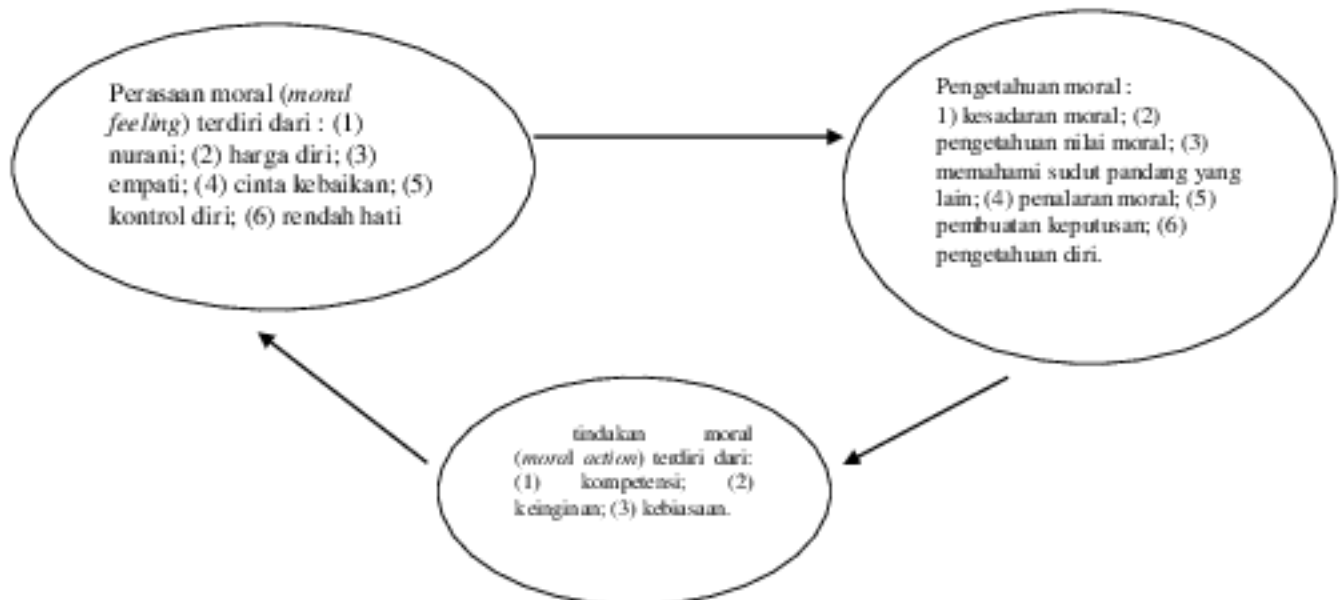 Perasaan moral (moral
feeling) terdiri dari : (1)
nurani; (2) harga diri; (3)
empati; (4) cinta kebaikan; (5)
kontrol diri; (6) rendah hati
Pengetahuan moral :
1) kesadaran moral; (2)
pengetahuan nilai moral; (3)
memahami sudut pandang yang
lain; (4) penalaran moral; (5)
pembuatan keputusan; (6)
pengetahuan diri.
tindakan moral
(moral action) terdiri dari:
(1) kompetensi; (2)
keinginan; (3) kebiasaan.